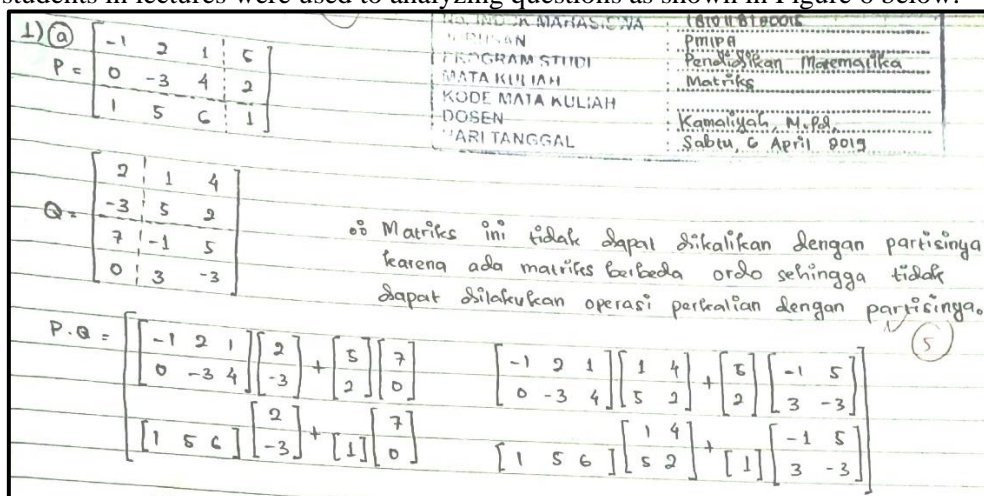 students in lectures were used to analyzing questions as shown in Figure 6 below.
NO. INDUK MAHASISWA : 1810118180016
JURUSAN : PMIPA
PROGRAM STUDI : Pendidikan Matematika
MATA KULIAH : Matriks
KODE MATA KULIAH :
DOSEN : Kamaliyah, M.Pd.
HARI TANGGAL : Sabtu, 6 April 2019
1) a P = [ -1 2 1 5
0 -3 4 2
1 5 6 1 ]
Q = [ 2 1 4
-3 5 2
7 -1 5
0 3 -3 ]
∴ Matriks ini tidak dapat dikalikan dengan partisinya
karena ada matriks berbeda ordo sehingga tidak
dapat dilakukan operasi perkalian dengan partisinya.
5
P.Q = [ [ -1 2 1 ; 0 -3 4 ] [ 2 ; -3 ] + [ 5 ; 2 ] [ 7 ; 0 ] [ -1 2 1 ; 0 -3 4 ] [ 1 4 ; 5 2 ] + [ 5 ; 2 ] [ -1 5 ; 3 -3 ]
[ 1 5 6 ] [ 2 ; -3 ] + [1] [ 7 ; 0 ] [ 1 5 6 ] [ 1 4 ; 5 2 ] + [1] [ -1 5 ; 3 -3 ] ]